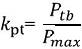 k_pt = P_tb / P_max